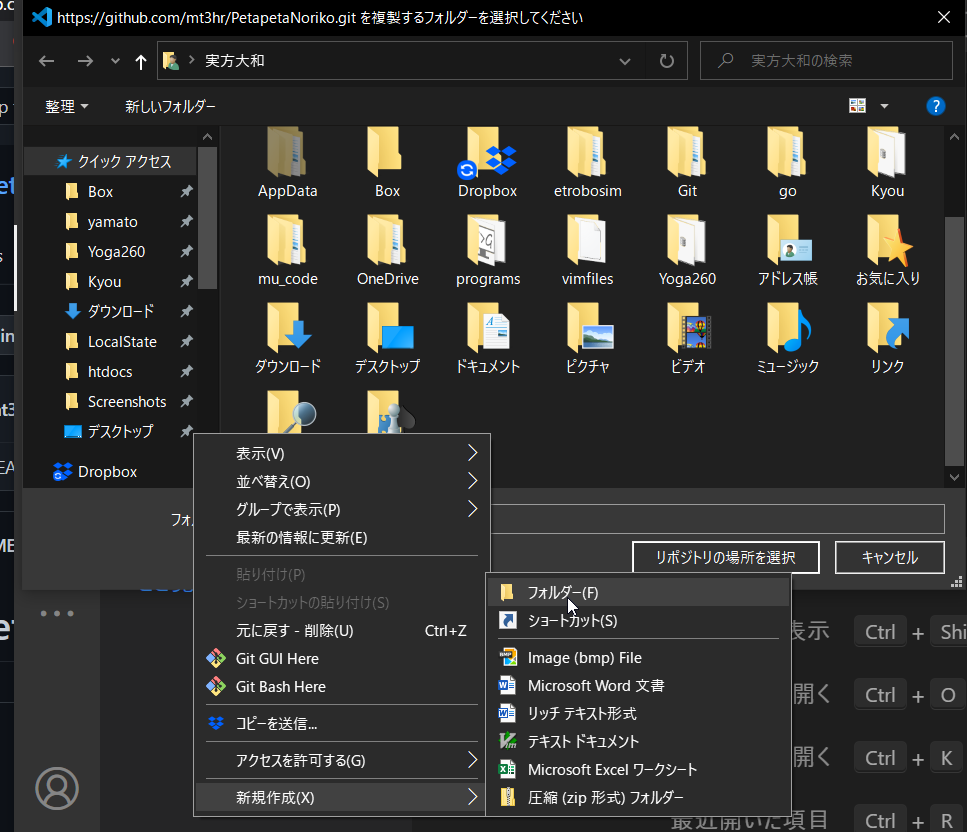 https://github.com/mt3hr/PetapetaNoriko.git を複製するフォルダーを選択してください
実方大和
実方大和の検索
整理
新しいフォルダー
クイック アクセス
Box
yamato
Yoga260
Kyou
ダウンロード
LocalState
htdocs
Screenshots
デスクトップ
Dropbox
AppData
Box
Dropbox
etrobosim
Git
go
Kyou
mu_code
OneDrive
programs
vimfiles
Yoga260
アドレス帳
お気に入り
ダウンロード
デスクトップ
ドキュメント
ピクチャ
ビデオ
ミュージック
リンク
フォ
リポジトリの場所を選択
キャンセル
表示(V)
並べ替え(O)
グループで表示(P)
最新の情報に更新(E)
貼り付け(P)
ショートカットの貼り付け(S)
元に戻す - 削除(U) Ctrl+Z
Git GUI Here
Git Bash Here
コピーを送信...
アクセスを許可する(G)
新規作成(X)
フォルダー(F)
ショートカット(S)
Image (bmp) File
Microsoft Word 文書
リッチ テキスト形式
テキスト ドキュメント
Microsoft Excel ワークシート
圧縮 (zip 形式) フォルダー
表示 Ctrl + Shi
開く Ctrl + O
開く Ctrl + K
最近開いた項目 Ctrl + R